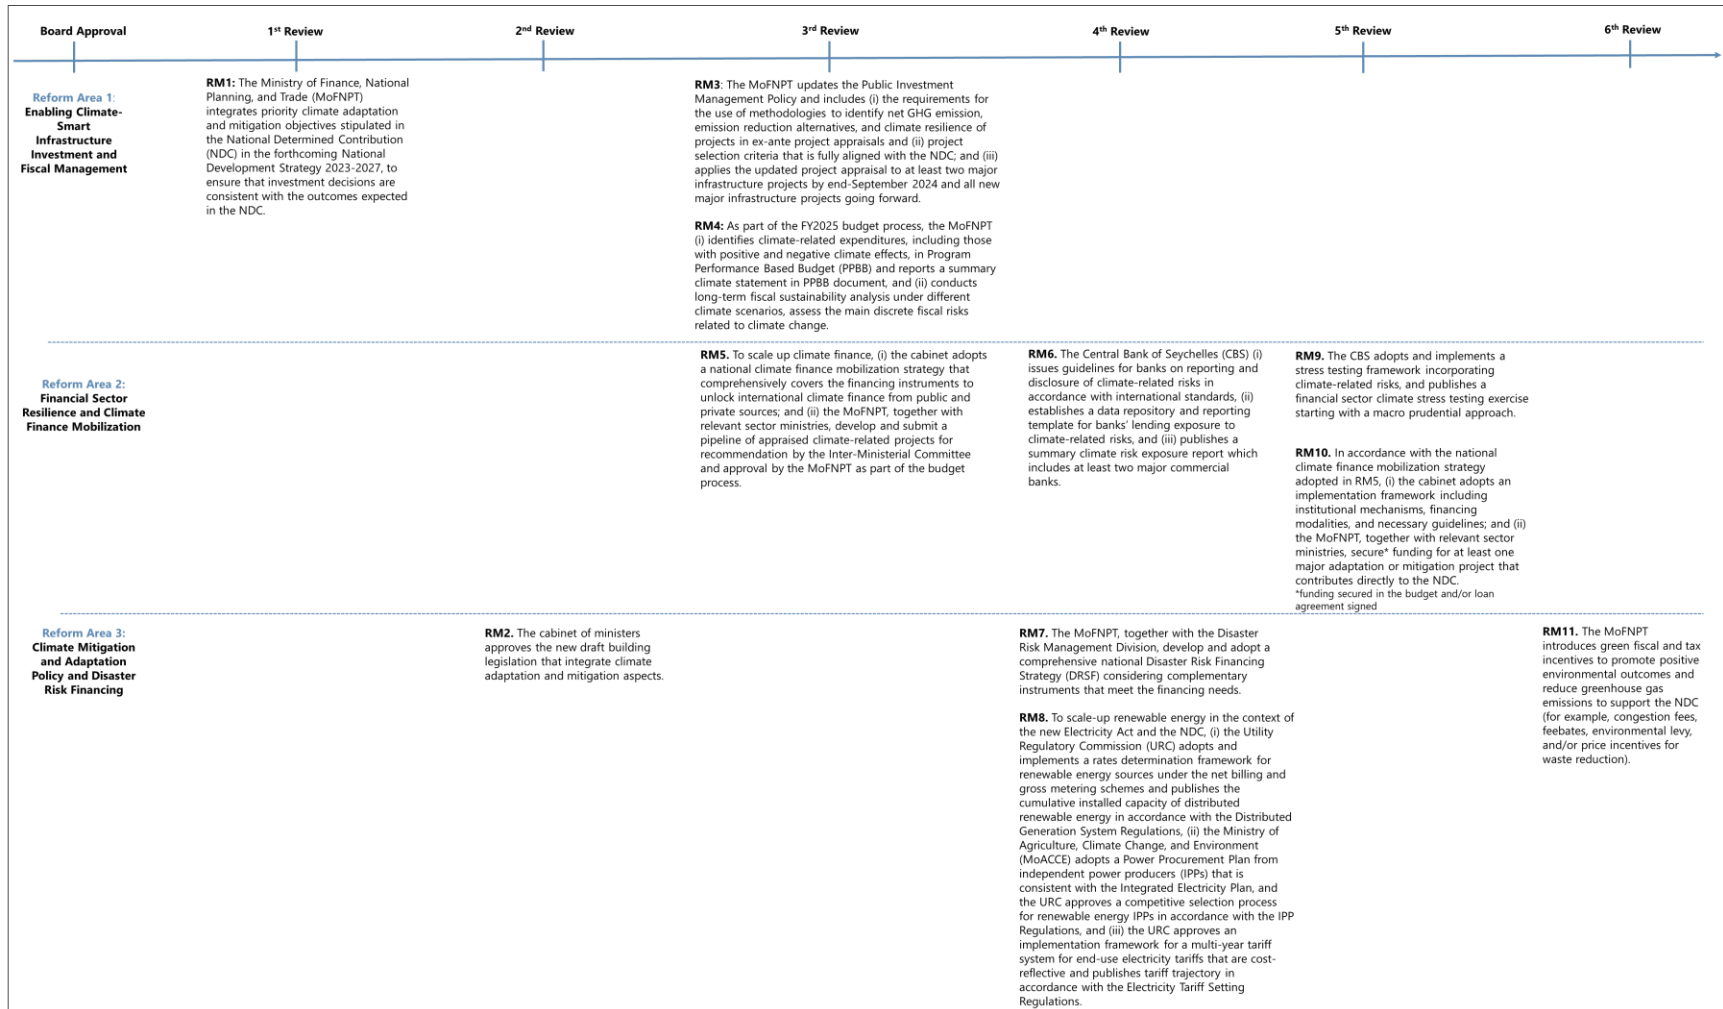 Board Approval
1st Review
2nd Review
3rd Review
4th Review
5th Review
6th Review
Reform Area 1:
Enabling Climate-
Smart
Infrastructure
Investment and
Fiscal Management
RM1: The Ministry of Finance, National
Planning, and Trade (MoFNPT)
integrates priority climate adaptation
and mitigation objectives stipulated in
the National Determined Contribution
(NDC) in the forthcoming National
Development Strategy 2023-2027, to
ensure that investment decisions are
consistent with the outcomes expected
in the NDC.
RM3: The MoFNPT updates the Public Investment
Management Policy and includes (i) the requirements for
the use of methodologies to identify net GHG emission,
emission reduction alternatives, and climate resilience of
projects in ex-ante project appraisals and (ii) project
selection criteria that is fully aligned with the NDC; and (iii)
applies the updated project appraisal to at least two major
infrastructure projects by end-September 2024 and all new
major infrastructure projects going forward.
RM4: As part of the FY2025 budget process, the MoFNPT
(i) identifies climate-related expenditures, including those
with positive and negative climate effects, in Program
Performance Based Budget (PPBB) and reports a summary
climate statement in PPBB document, and (ii) conducts
long-term fiscal sustainability analysis under different
climate scenarios, assess the main discrete fiscal risks
related to climate change.
Reform Area 2:
Financial Sector
Resilience and Climate
Finance Mobilization
RM5. To scale up climate finance, (i) the cabinet adopts
a national climate finance mobilization strategy that
comprehensively covers the financing instruments to
unlock international climate finance from public and
private sources; and (ii) the MoFNPT, together with
relevant sector ministries, develop and submit a
pipeline of appraised climate-related projects for
recommendation by the Inter-Ministerial Committee
and approval by the MoFNPT as part of the budget
process.
RM6. The Central Bank of Seychelles (CBS) (i)
issues guidelines for banks on reporting and
disclosure of climate-related risks in
accordance with international standards, (ii)
establishes a data repository and reporting
template for banks' lending exposure to
climate-related risks, and (iii) publishes a
summary climate risk exposure report which
includes at least two major commercial
banks.
RM9. The CBS adopts and implements a
stress testing framework incorporating
climate-related risks, and publishes a
financial sector climate stress testing exercise
starting with a macro prudential approach.
RM10. In accordance with the national
climate finance mobilization strategy
adopted in RM5, (i) the cabinet adopts an
implementation framework including
institutional mechanisms, financing
modalities, and necessary guidelines; and (ii)
the MoFNPT, together with relevant sector
ministries, secure* funding for at least one
major adaptation or mitigation project that
contributes directly to the NDC.
*funding secured in the budget and/or loan
agreement signed
Reform Area 3:
Climate Mitigation
and Adaptation
Policy and Disaster
Risk Financing
RM2. The cabinet of ministers
approves the new draft building
legislation that integrate climate
adaptation and mitigation aspects.
RM7. The MoFNPT, together with the Disaster
Risk Management Division, develop and adopt a
comprehensive national Disaster Risk Financing
Strategy (DRSF) considering complementary
instruments that meet the financing needs.
RM8. To scale-up renewable energy in the context of
the new Electricity Act and the NDC, (i) the Utility
Regulatory Commission (URC) adopts and
implements a rates determination framework for
renewable energy sources under the net billing and
gross metering schemes and publishes the
cumulative installed capacity of distributed
renewable energy in accordance with the Distributed
Generation System Regulations, (ii) the Ministry of
Agriculture, Climate Change, and Environment
(MoACCE) adopts a Power Procurement Plan from
independent power producers (IPPs) that is
consistent with the Integrated Electricity Plan, and
the URC approves a competitive selection process
for renewable energy IPPs in accordance with the IPP
Regulations, and (iii) the URC approves an
implementation framework for a multi-year tariff
system for end-use electricity tariffs that are cost-
reflective and publishes tariff trajectory in
accordance with the Electricity Tariff Setting
Regulations.
RM11. The MoFNPT
introduces green fiscal and tax
incentives to promote positive
environmental outcomes and
reduce greenhouse gas
emissions to support the NDC
(for example, congestion fees,
feebates, environmental levy,
and/or price incentives for
waste reduction).